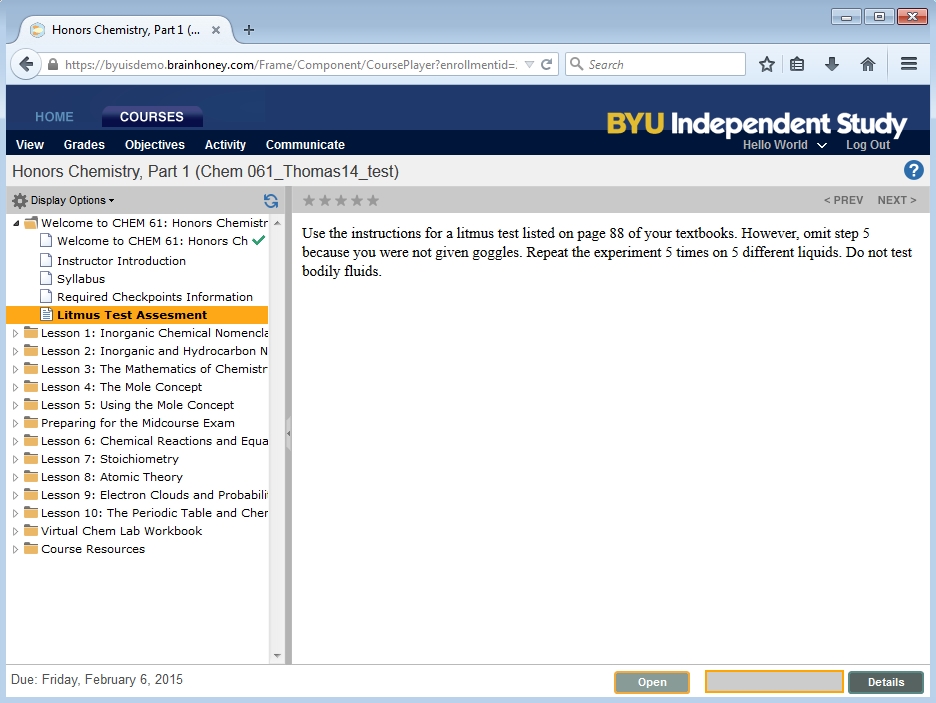 Honors Chemistry, Part 1 (...
https://byuisdemo.brainhoney.com/Frame/Component/CoursePlayer?enrollmentid=.
Search
HOME
COURSES
BYU Independent Study
View Grades Objectives Activity Communicate
Hello World Log Out
Honors Chemistry, Part 1 (Chem 061_Thomas14_test)
?
Display Options
< PREV NEXT >
Welcome to CHEM 61: Honors Chemistr
Welcome to CHEM 61: Honors Ch
Instructor Introduction
Syllabus
Required Checkpoints Information
Litmus Test Assesment
Lesson 1: Inorganic Chemical Nomencla
Lesson 2: Inorganic and Hydrocarbon N
Lesson 3: The Mathematics of Chemistr
Lesson 4: The Mole Concept
Lesson 5: Using the Mole Concept
Preparing for the Midcourse Exam
Lesson 6: Chemical Reactions and Equa
Lesson 7: Stoichiometry
Lesson 8: Atomic Theory
Lesson 9: Electron Clouds and Probabili
Lesson 10: The Periodic Table and Cher
Virtual Chem Lab Workbook
Course Resources
Use the instructions for a litmus test listed on page 88 of your textbooks. However, omit step 5
because you were not given goggles. Repeat the experiment 5 times on 5 different liquids. Do not test
bodily fluids.
Due: Friday, February 6, 2015
Open
Details